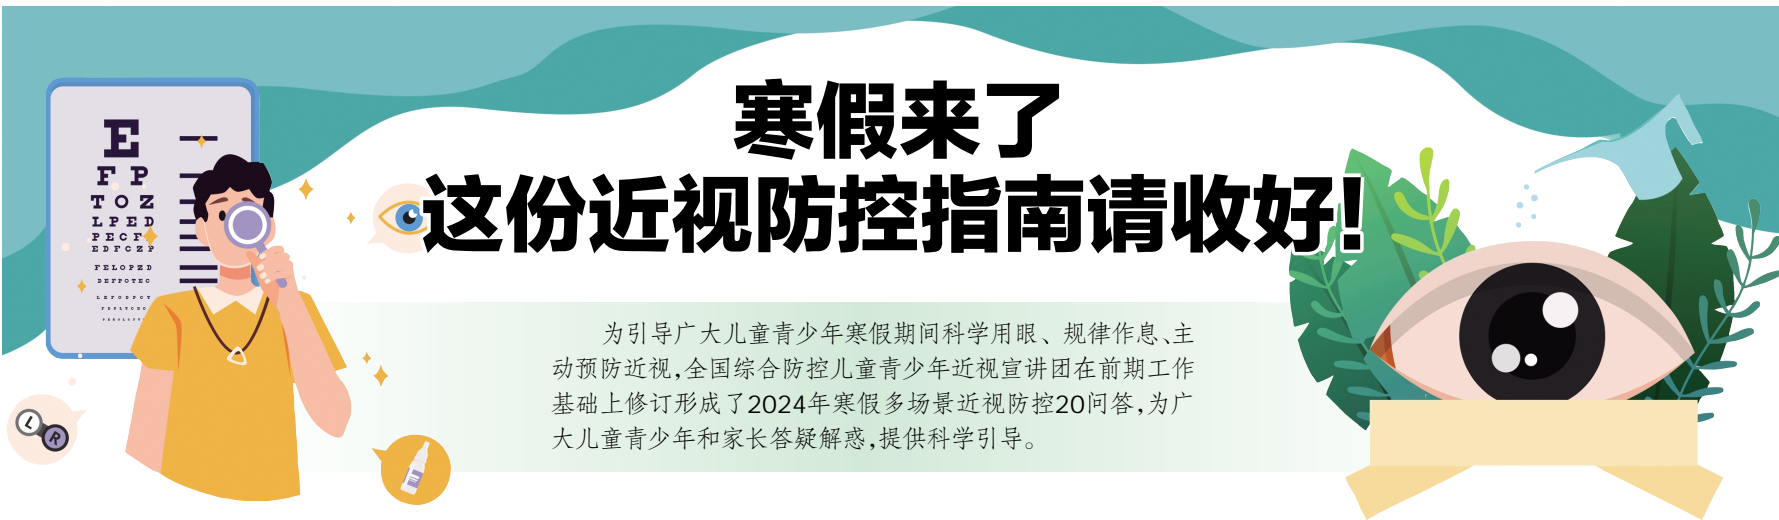 寒假来了
这份近视防控指南请收好!
为引导广大儿童青少年寒假期间科学用眼、规律作息、主
动预防近视,全国综合防控儿童青少年近视宣讲团在前期工作
基础上修订形成了2024年寒假多场景近视防控20问答,为广
大儿童青少年和家长答疑解惑,提供科学引导。
E
F P
T O Z
L P E D
P E C F
E D F C Z P
F E L O P Z D
D E F P O T E C
L E F O D P C T
L
R